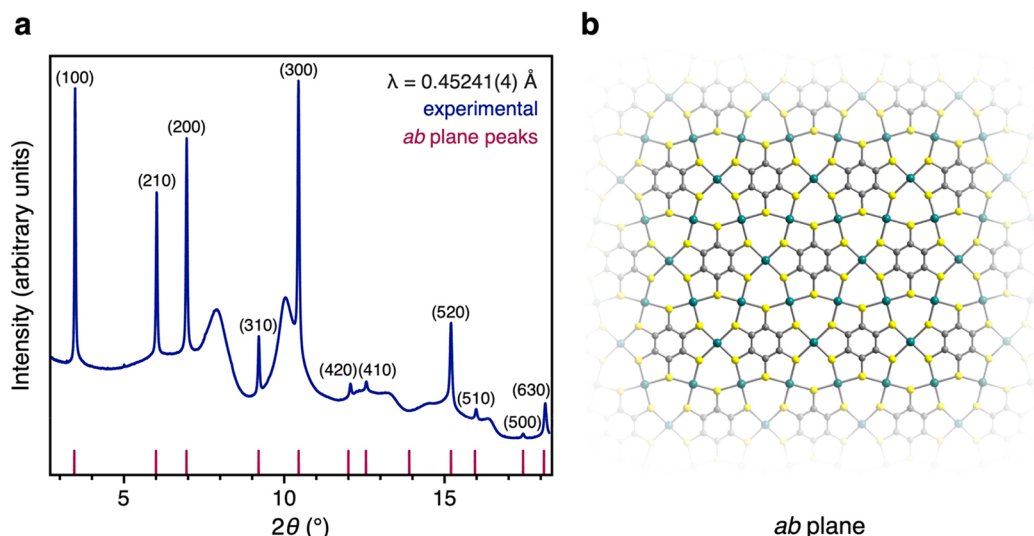 a
b
(100)
(300)
λ = 0.45241(4) Å
experimental
ab plane peaks
(200)
(210)
(520)
(310)
(420)
(410)
(630)
(510)
(500)
Intensity (arbitrary units)
5
10
15
2θ (°)
ab plane